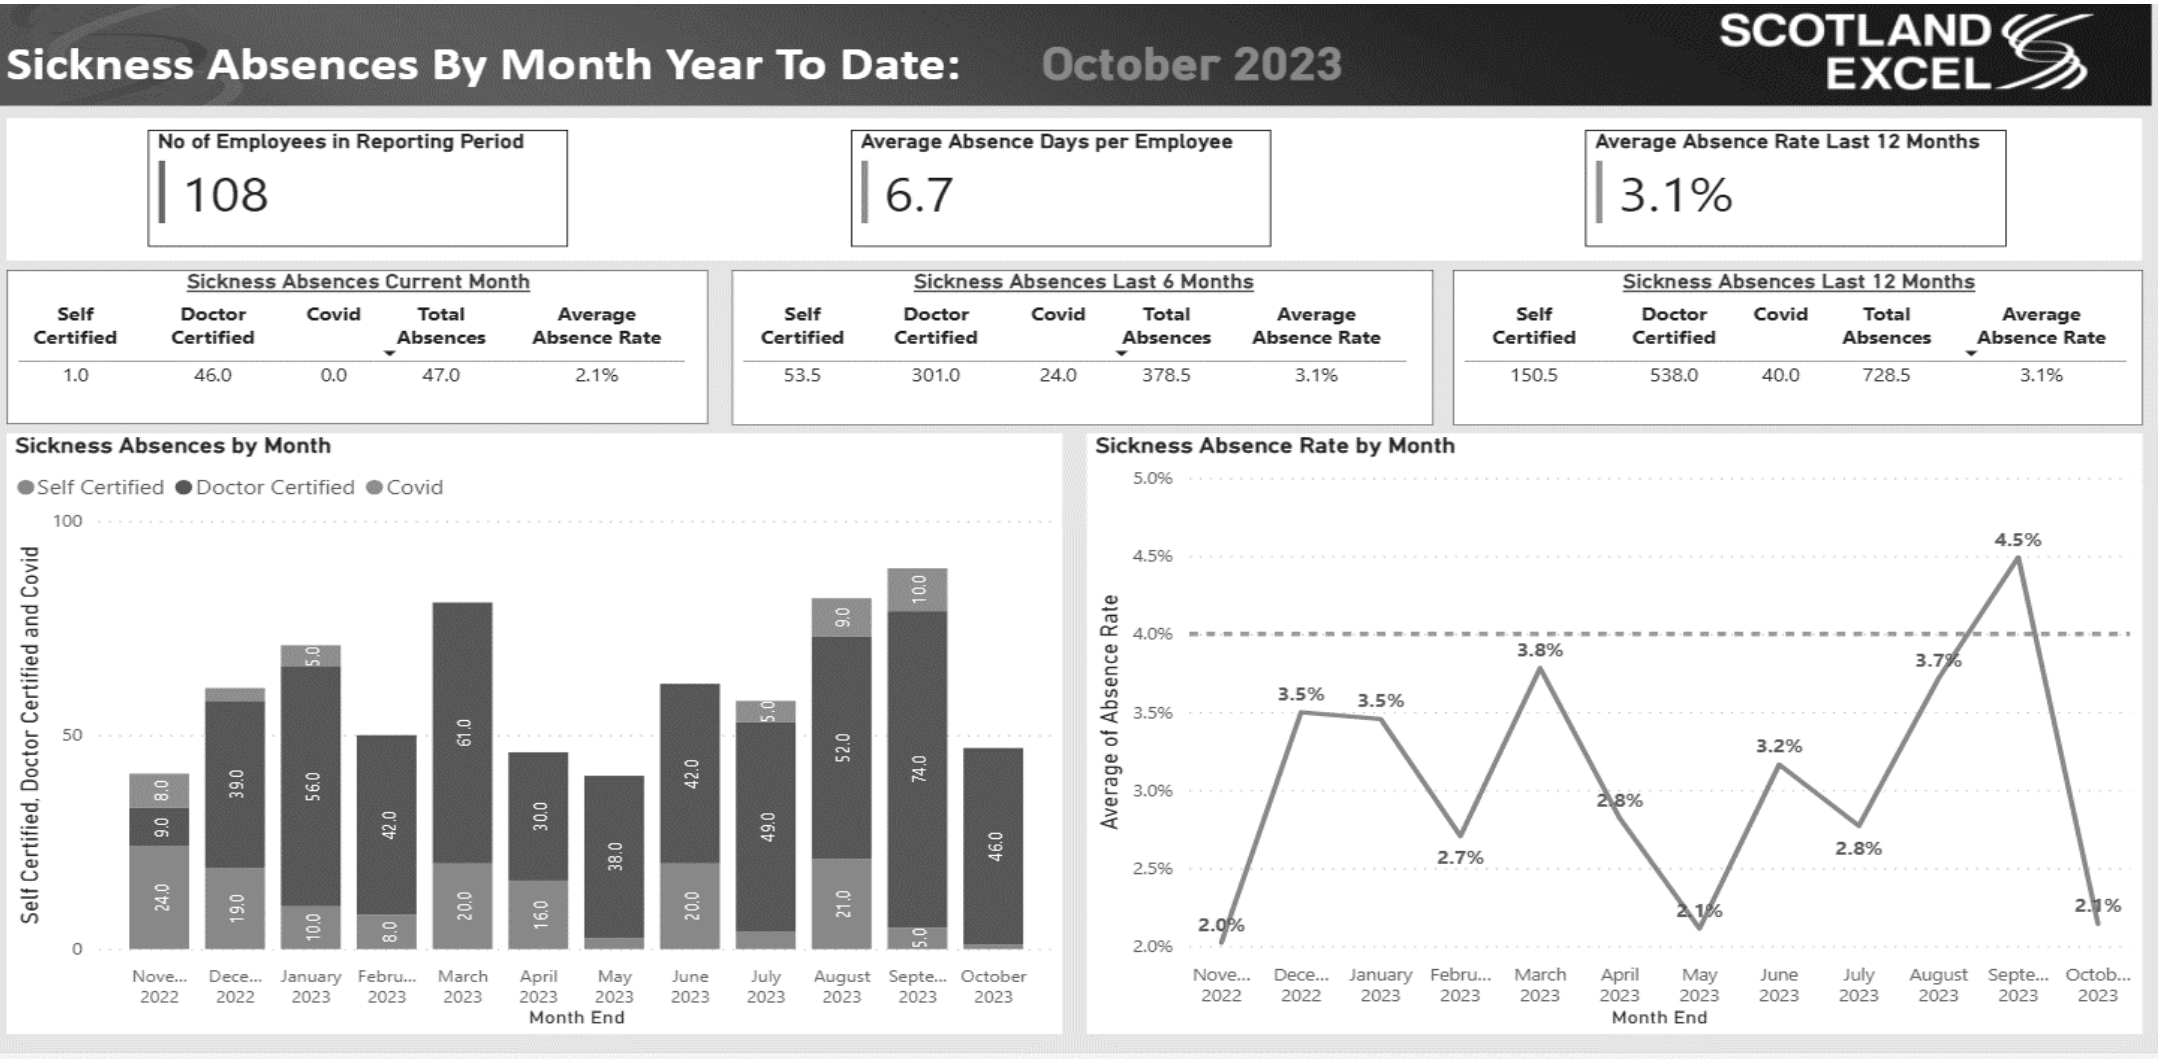 SCOTLAND
EXCEL
Sickness Absences By Month Year To Date: October 2023
No of Employees in Reporting Period
108
Average Absence Days per Employee
6.7
Average Absence Rate Last 12 Months
3.1%
Sickness Absences Current Month
Self Certified Doctor Certified Covid Total Absences Average Absence Rate
1.0 46.0 0.0 47.0 2.1%
Sickness Absences Last 6 Months
Self Certified Doctor Certified Covid Total Absences Average Absence Rate
53.5 301.0 24.0 378.5 3.1%
Sickness Absences Last 12 Months
Self Certified Doctor Certified Covid Total Absences Average Absence Rate
150.5 538.0 40.0 728.5 3.1%
Sickness Absences by Month
Self Certified Doctor Certified Covid
Self Certified, Doctor Certified and Covid
100
50
0
8.0
9.0
24.0
39.0
19.0
5.0
56.0
10.0
42.0
8.0
61.0
20.0
30.0
16.0
38.0
42.0
20.0
5.0
49.0
9.0
52.0
21.0
10.0
74.0
5.0
46.0
Nove... Dece... January Febru... March April May June July August Septe... October
2022 2022 2023 2023 2023 2023 2023 2023 2023 2023 2023 2023
Month End
Sickness Absence Rate by Month
Average of Absence Rate
5.0%
4.5%
4.0%
3.5%
3.0%
2.5%
2.0%
2.0%
3.5%
3.5%
2.7%
3.8%
2.8%
2.1%
3.2%
2.8%
3.7%
4.5%
2.1%
Nove... Dece... January Febru... March April May June July August Septe... Octob...
2022 2022 2023 2023 2023 2023 2023 2023 2023 2023 2023 2023
Month End